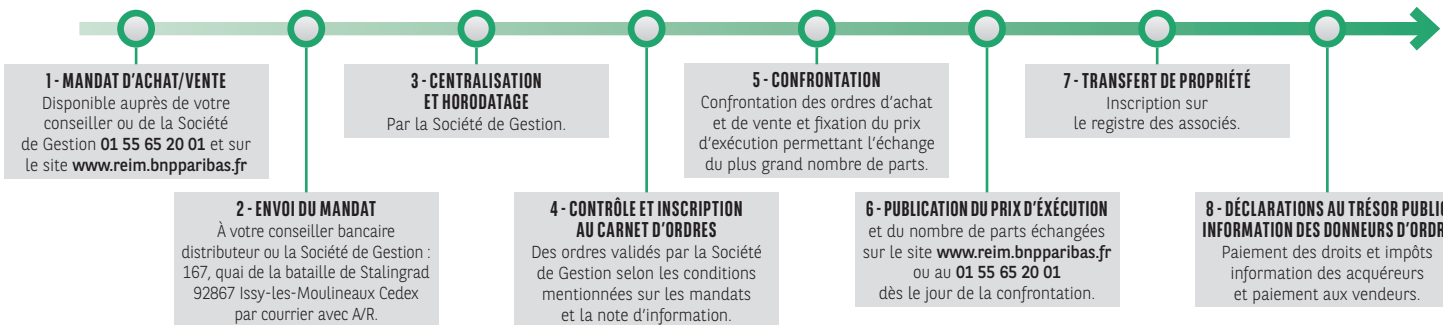 1 - MANDAT D'ACHAT/VENTE
Disponible auprès de votre
conseiller ou de la Société
de Gestion 01 55 65 20 01 et sur
le site www.reim.bnpparibas.fr
2 - ENVOI DU MANDAT
À votre conseiller bancaire
distributeur ou la Société de Gestion :
167, quai de la bataille de Stalingrad
92867 Issy-les-Moulineaux Cedex
par courrier avec A/R.
3 - CENTRALISATION
ET HORODATAGE
Par la Société de Gestion.
4 - CONTRÔLE ET INSCRIPTION
AU CARNET D'ORDRES
Des ordres validés par la Société
de Gestion selon les conditions
mentionnées sur les mandats
et la note d'information.
5 - CONFRONTATION
Confrontation des ordres d'achat
et de vente et fixation du prix
d'exécution permettant l'échange
du plus grand nombre de parts.
6 - PUBLICATION DU PRIX D'ÉXÉCUTION
et du nombre de parts échangées
sur le site www.reim.bnpparibas.fr
ou au 01 55 65 20 01
dès le jour de la confrontation.
7 - TRANSFERT DE PROPRIÉTÉ
Inscription sur
le registre des associés.
8 - DÉCLARATIONS AU TRÉSOR PUBLIC
INFORMATION DES DONNEURS D'ORDR
Paiement des droits et impôts
information des acquéreurs
et paiement aux vendeurs.